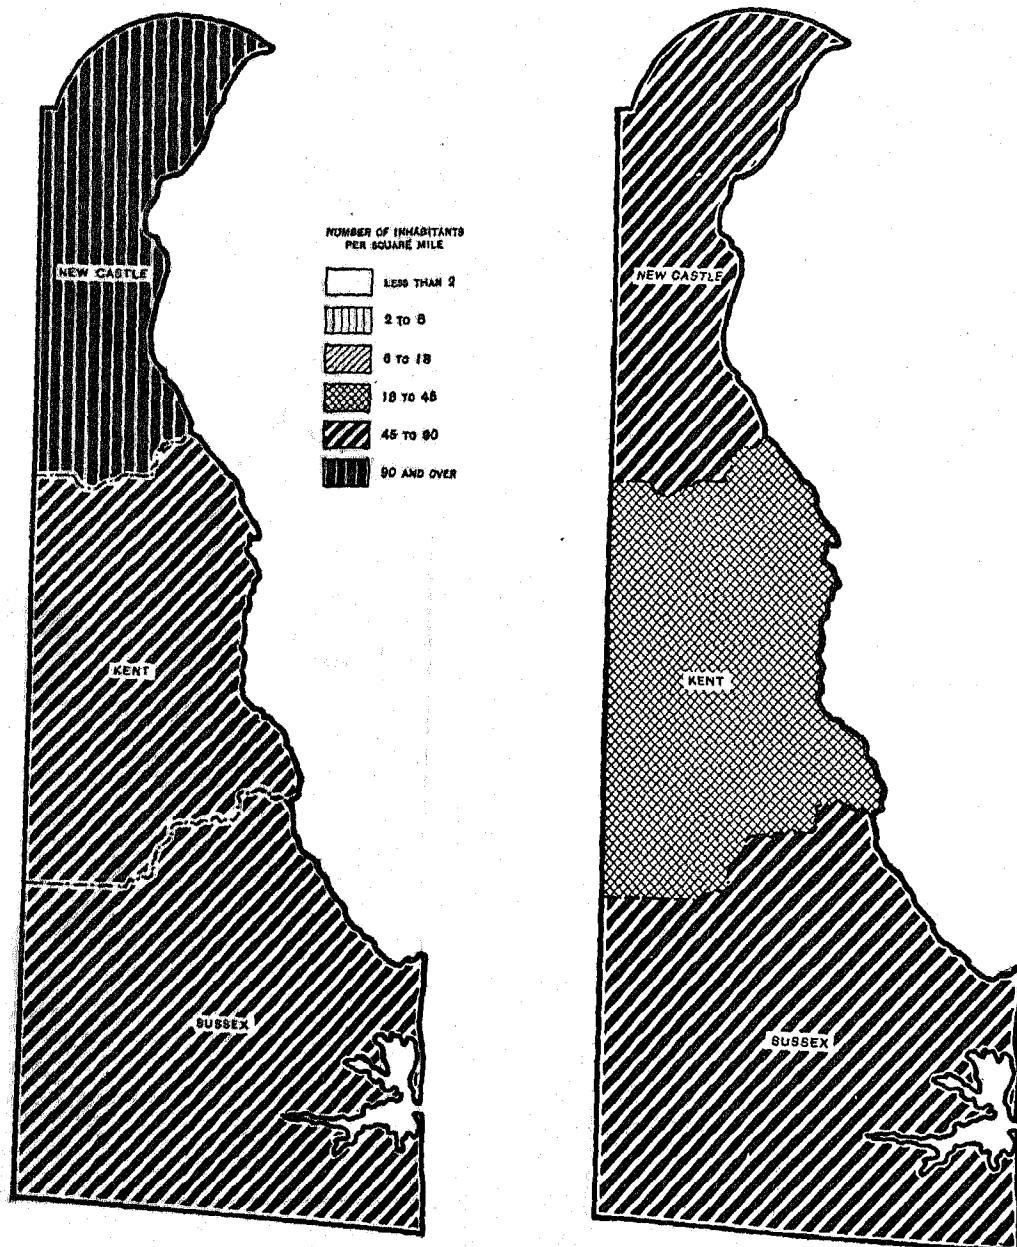 NEW CASTLE
KENT
SUSSEX
NUMBER OF INHABITANTS
PER SQUARE MILE
LESS THAN 2
2 TO 6
6 TO 18
18 TO 45
45 TO 90
90 AND OVER
NEW CASTLE
KENT
SUSSEX